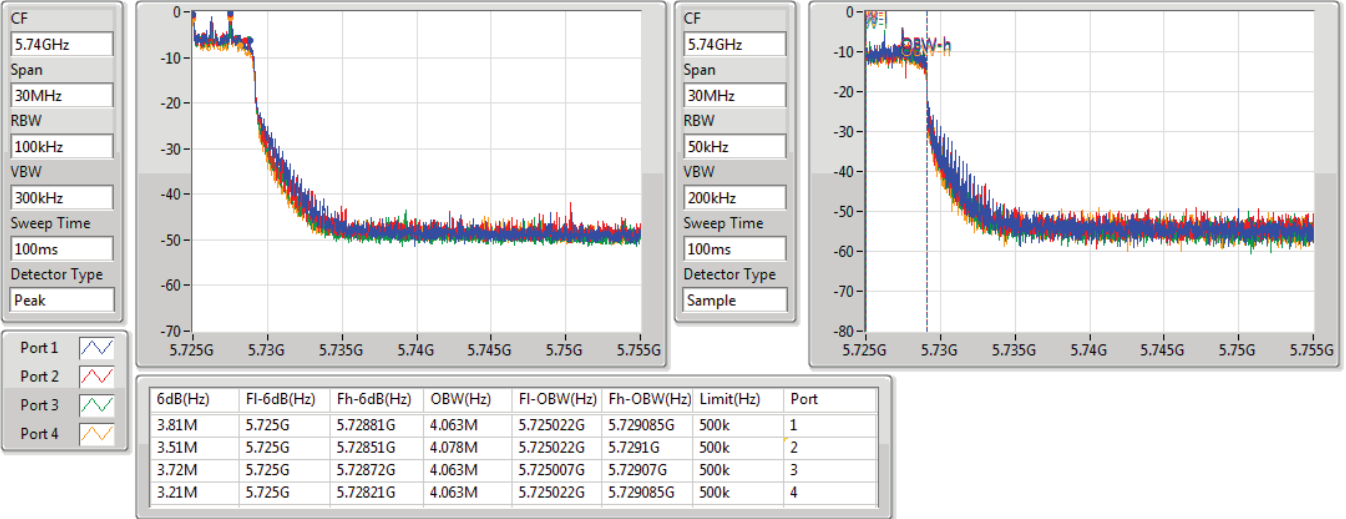 CF
5.74GHz
Span
30MHz
RBW
100kHz
VBW
300kHz
Sweep Time
100ms
Detector Type
Peak
0
-10
-20
-30
-40
-50
-60
-70
5.725G 5.73G 5.735G 5.74G 5.745G 5.75G 5.755G
CF
5.74GHz
Span
30MHz
RBW
50kHz
VBW
200kHz
Sweep Time
100ms
Detector Type
Sample
0
-10
-20
-30
-40
-50
-60
-70
-80
OBW-h
5.725G 5.73G 5.735G 5.74G 5.745G 5.75G 5.755G
Port 1
Port 2
Port 3
Port 4
6dB(Hz) Fl-6dB(Hz) Fh-6dB(Hz) OBW(Hz) Fl-OBW(Hz) Fh-OBW(Hz) Limit(Hz) Port
3.81M 5.725G 5.72881G 4.063M 5.725022G 5.729085G 500k 1
3.51M 5.725G 5.72851G 4.078M 5.725022G 5.7291G 500k 2
3.72M 5.725G 5.72872G 4.063M 5.725007G 5.72907G 500k 3
3.21M 5.725G 5.72821G 4.063M 5.725022G 5.729085G 500k 4